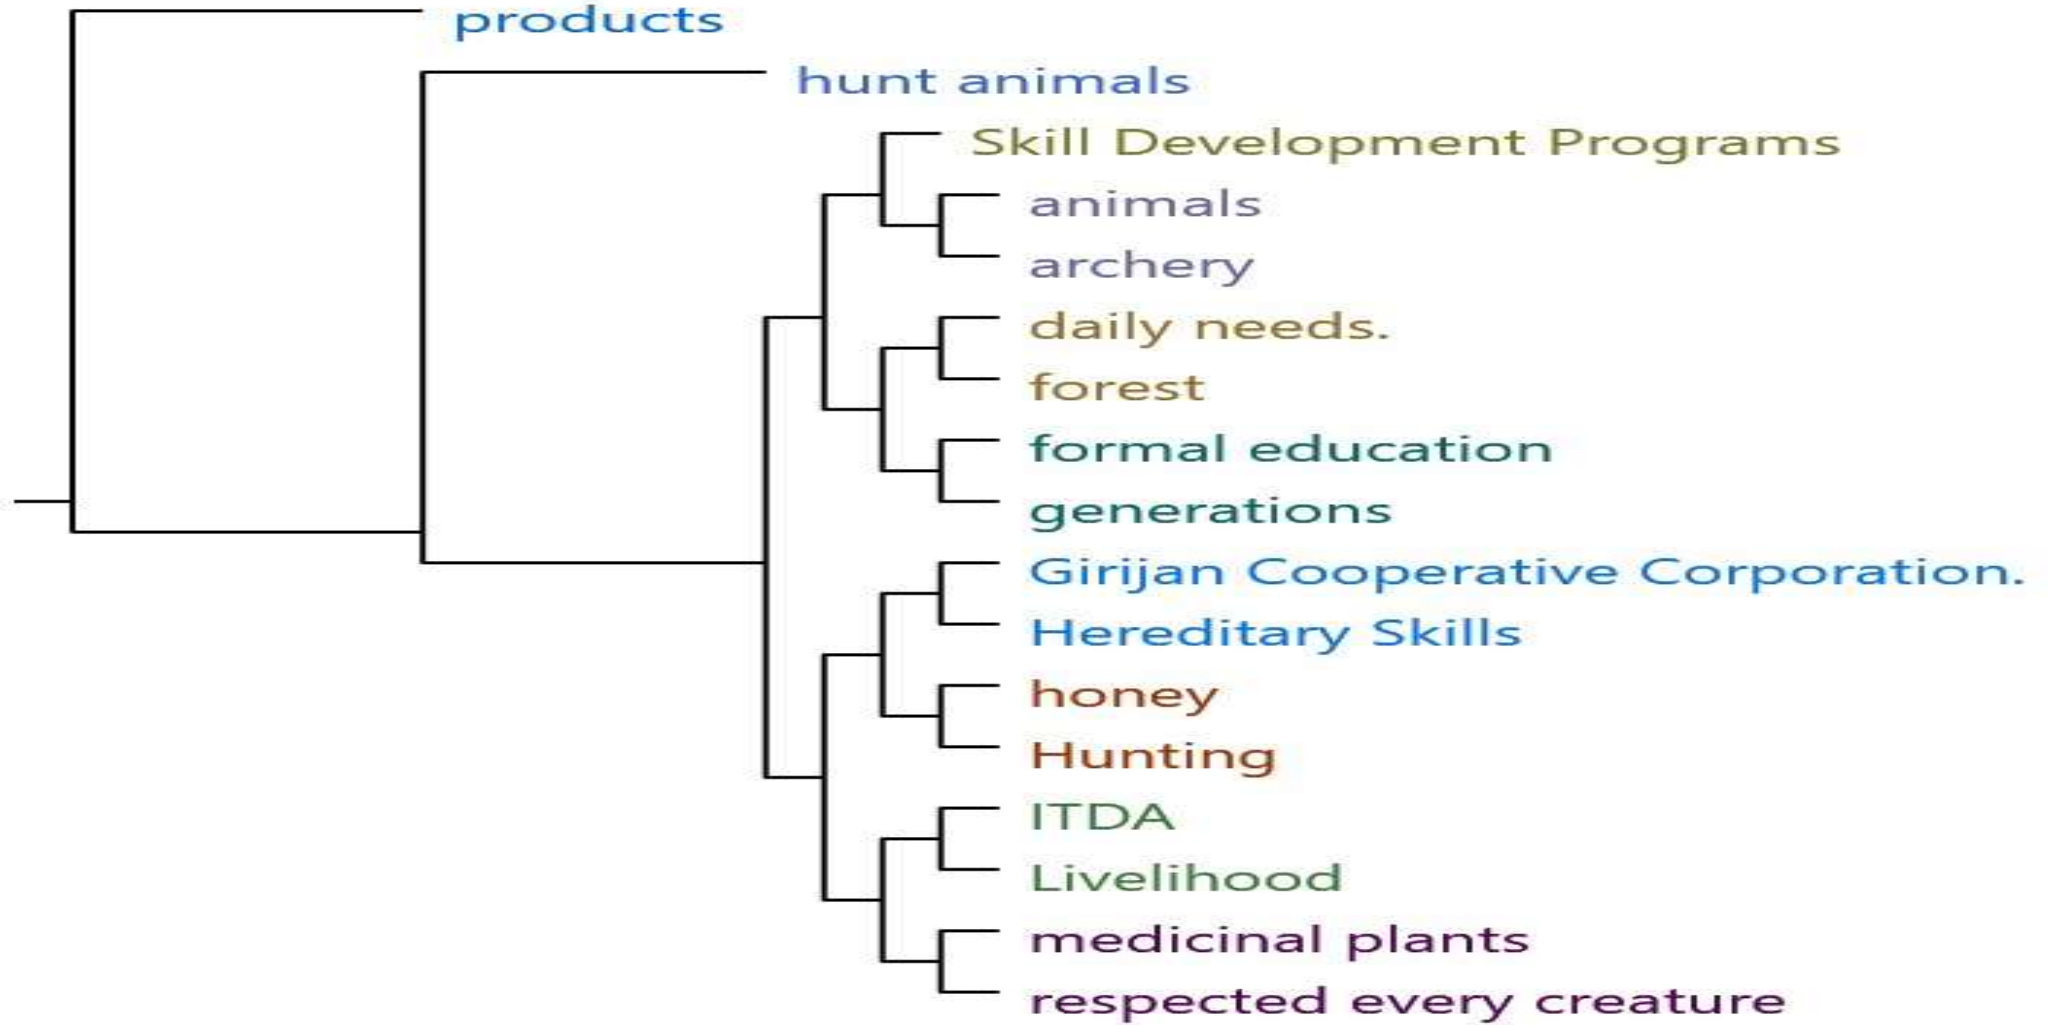 products
hunt animals
Skill Development Programs
animals
archery
daily needs.
forest
formal education
generations
Girijan Cooperative Corporation.
Hereditary Skills
honey
Hunting
ITDA
Livelihood
medicinal plants
respected every creature